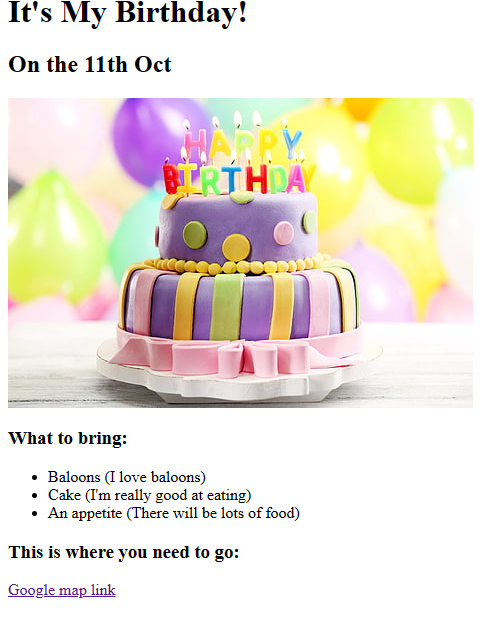 It's My Birthday!
On the 11th Oct
HAPPY
BIRTHDAY
What to bring:
Baloons (I love baloons)
Cake (I'm really good at eating)
An appetite (There will be lots of food)
This is where you need to go:
Google map link